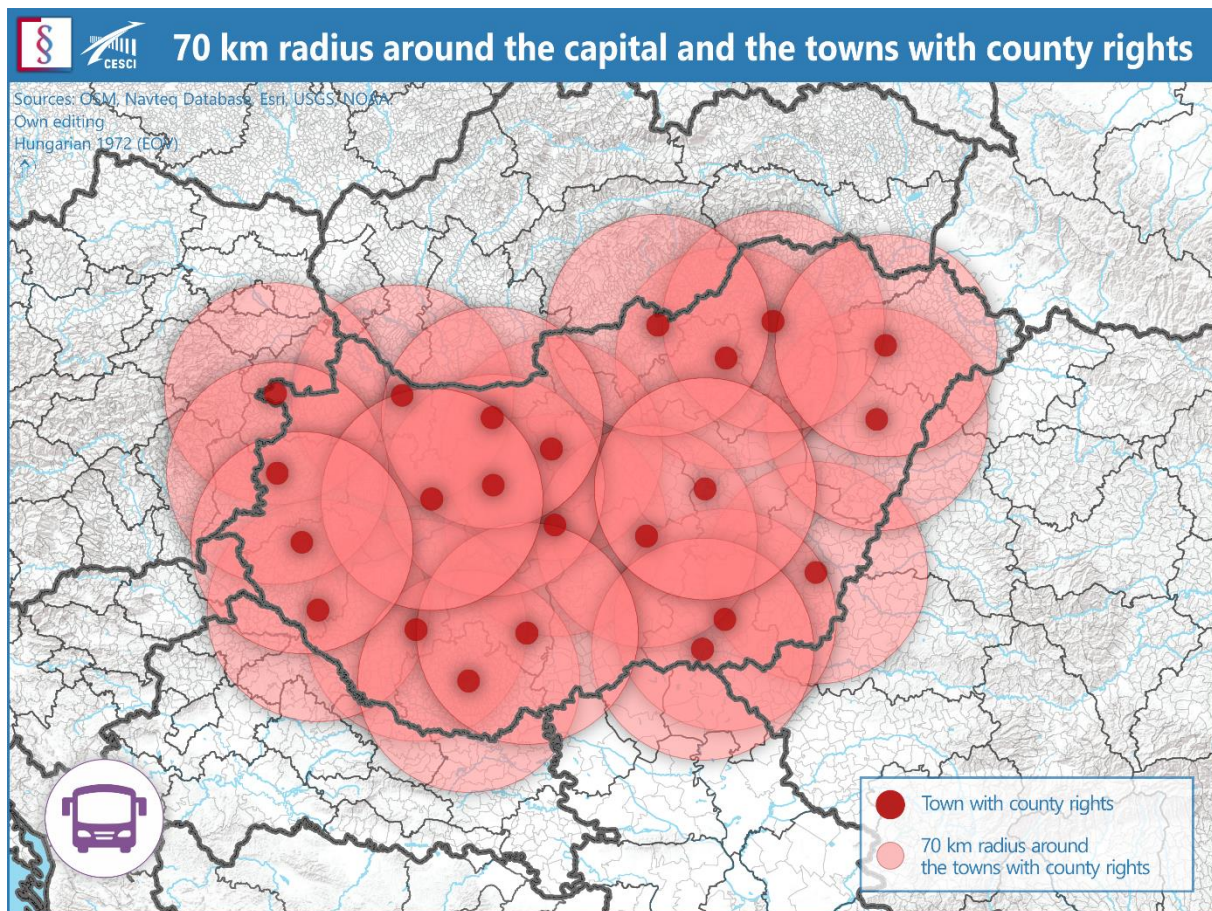 §
CESCI
70 km radius around the capital and the towns with county rights
Sources: OSM, Navteq Database, Esri, USGS, NOAA.
Own editing
Hungarian 1972 (EOV)
Town with county rights
70 km radius around
the towns with county rights